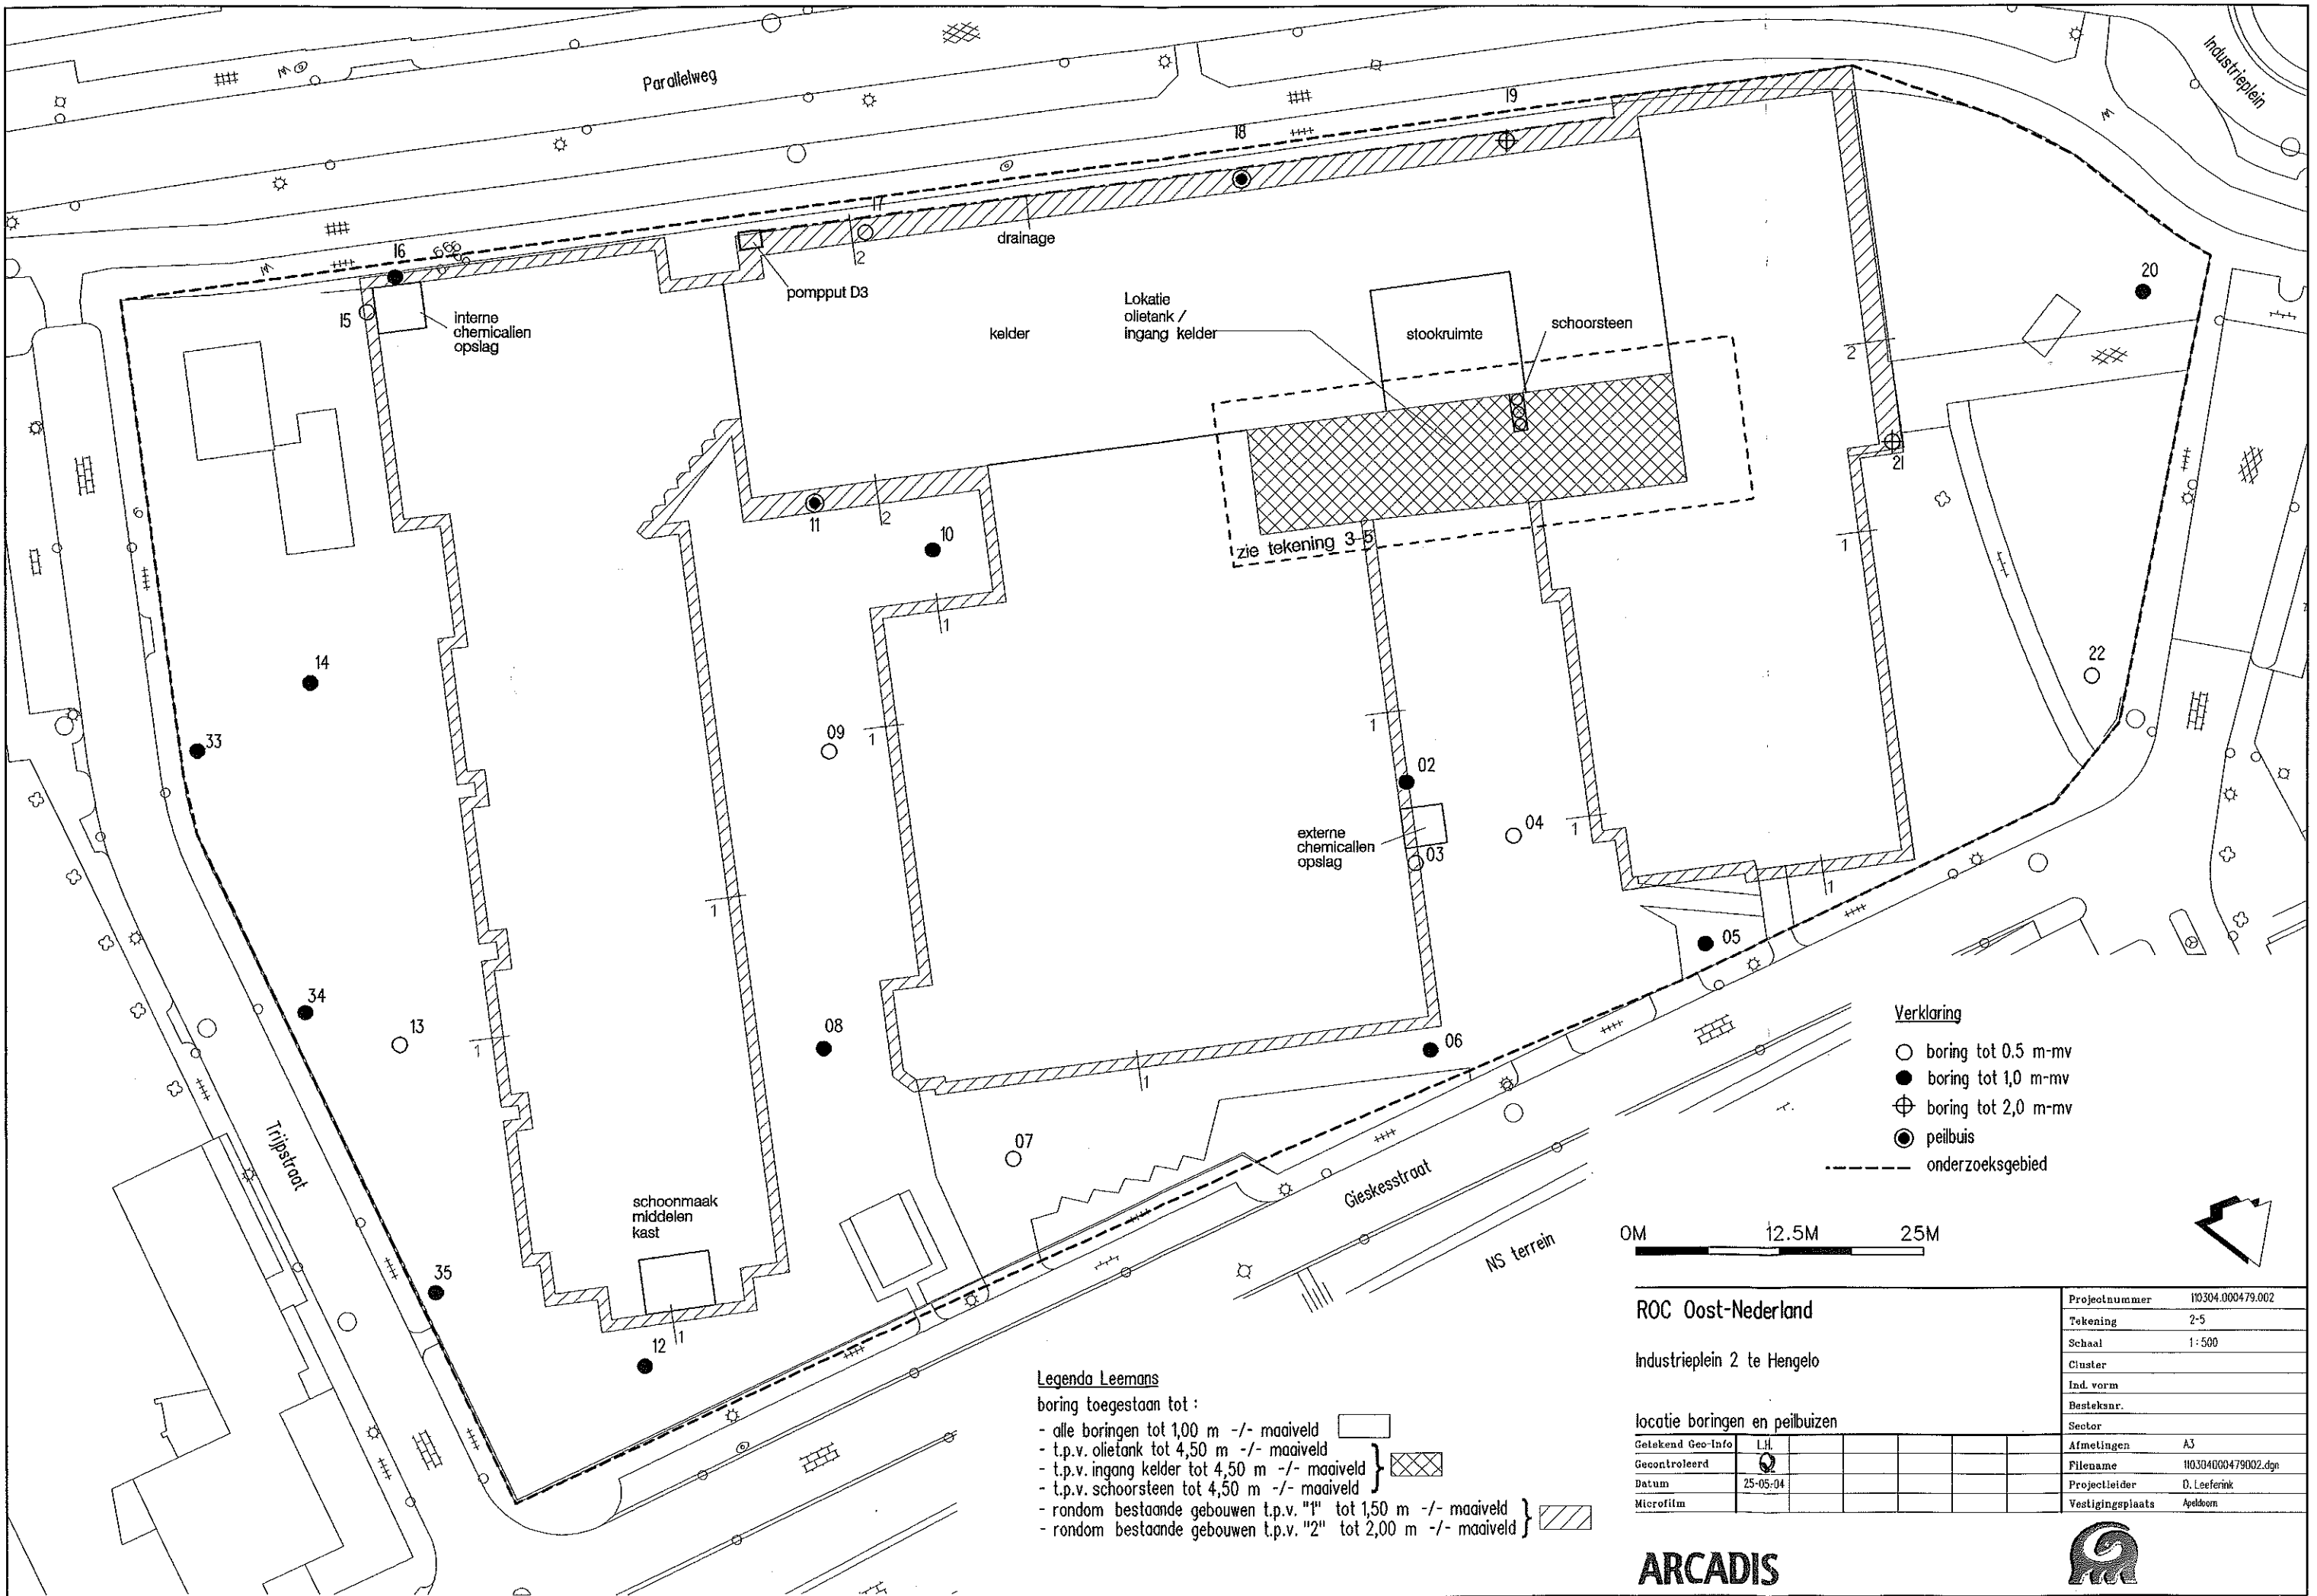 Parallelweg
Industrieplein
19
18
17
16
666
66
drainage
2
pompput D3
15
interne
chemicalien
opslag
kelder
Lokatie
olietank /
ingang kelder
stookruimte
schoorsteen
20
2
21
11
2
10
zie tekening 3-5
1
1
14
22
33
09
1
1
02
externe
chemicallen
opslag
03
04
1
1
1
05
34
13
1
08
06
1
07
Trijpstraat
Gieskesstraat
NS terrein
schoonmaak
middelen
kast
35
12
1
Verklaring
boring tot 0.5 m-mv
boring tot 1,0 m-mv
boring tot 2,0 m-mv
peilbuis
onderzoeksgebied
0M 12.5M 25M
Legenda Leemans
boring toegestaan tot :
- alle boringen tot 1,00 m -/- maaiveld
- t.p.v. olietank tot 4,50 m -/- maaiveld
- t.p.v. ingang kelder tot 4,50 m -/- maaiveld
- t.p.v. schoorsteen tot 4,50 m -/- maaiveld
- rondom bestaande gebouwen t.p.v. "1" tot 1,50 m -/- maaiveld
- rondom bestaande gebouwen t.p.v. "2" tot 2,00 m -/- maaiveld
ROC Oost-Nederland
Industrieplein 2 te Hengelo
locatie boringen en peilbuizen
Getekend Geo-Info L.H.
Gecontroleerd
Datum 25-05-04
Microfilm
Projectnummer 110304.000479.002
Tekening 2-5
Schaal 1:500
Cluster
Ind. vorm
Besteksnr.
Sector
Afmetingen A3
Filename 110304000479002.dgn
Projectleider D. Leeferink
Vestigingsplaats Apeldoorn
ARCADIS